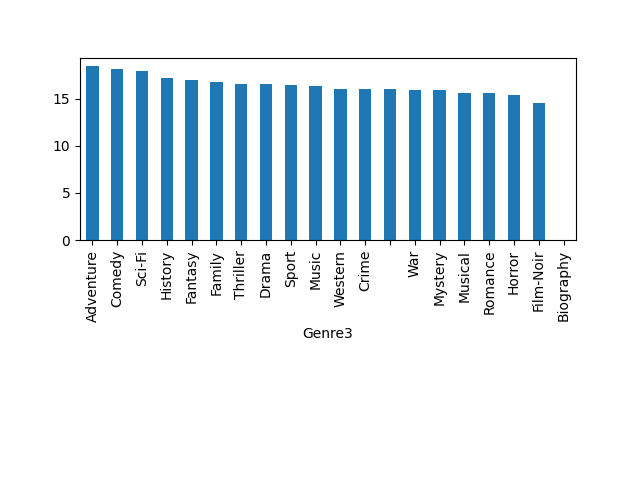 15
10
5
0
Adventure
Comedy
Sci-Fi
History
Fantasy
Family
Thriller
Drama
Sport
Music
Western
Crime
War
Mystery
Musical
Romance
Horror
Film-Noir
Biography
Genre3